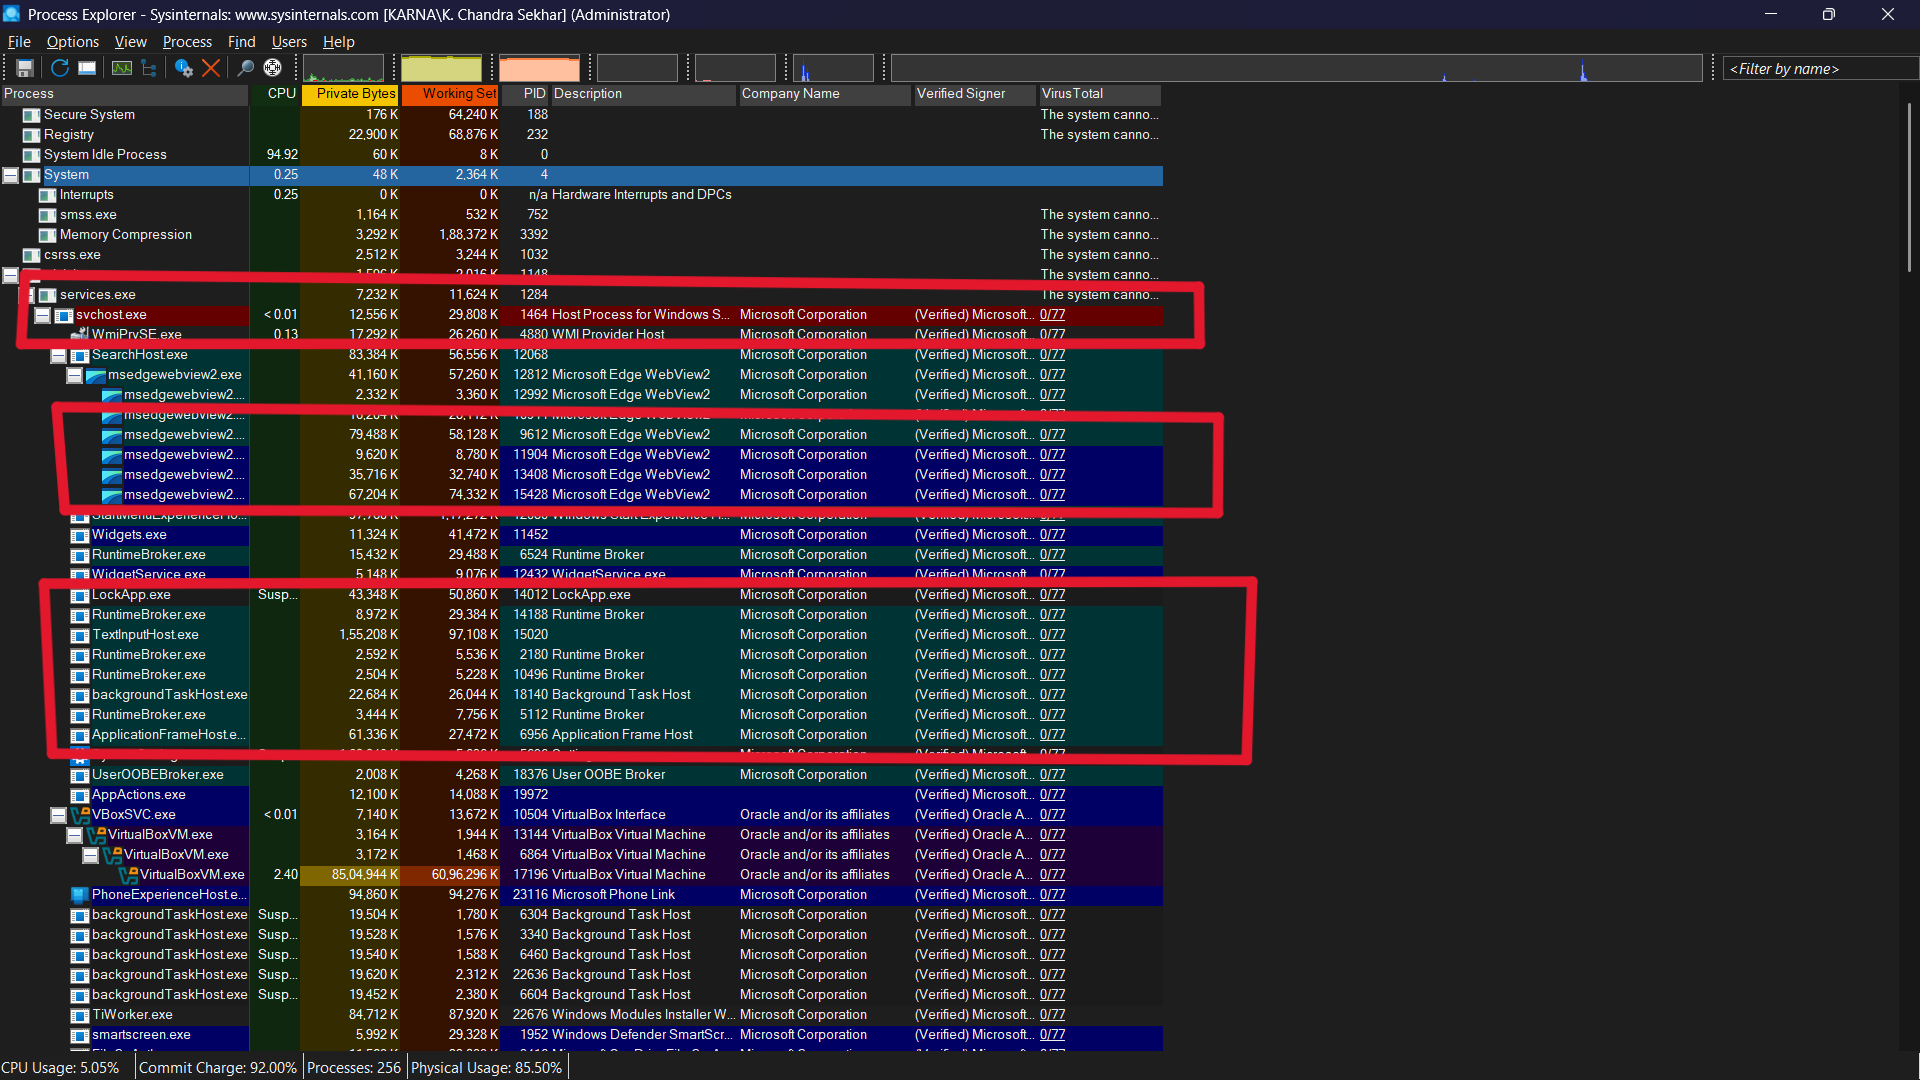 Process Explorer - Sysinternals: www.sysinternals.com [KARNA\K. Chandra Sekhar] (Administrator)
File Options View Process Find Users Help
<Filter by name>
Process CPU Private Bytes Working Set PID Description Company Name Verified Signer VirusTotal
Secure System 176 K 64,240 K 188 The system canno...
Registry 22,900 K 68,876 K 232 The system canno...
System Idle Process 94.92 60 K 8 K 0
System 0.25 48 K 2,364 K 4
Interrupts 0.25 0 K 0 K n/a Hardware Interrupts and DPCs
smss.exe 1,164 K 532 K 752 The system canno...
Memory Compression 3,292 K 1,88,372 K 3392 The system canno...
csrss.exe 2,512 K 3,244 K 1032 The system canno...
1148 The system canno...
services.exe 7,232 K 11,624 K 1284 The system canno...
svchost.exe < 0.01 12,556 K 29,808 K 1464 Host Process for Windows S... Microsoft Corporation (Verified) Microsoft... 0/77
WmiPrvSE.exe 0.13 17,292 K 26,260 K 4880 WMI Provider Host Microsoft Corporation (Verified) Microsoft... 0/77
SearchHost.exe 83,384 K 56,556 K 12068 Microsoft Corporation (Verified) Microsoft... 0/77
msedgewebview2.exe 41,160 K 57,260 K 12812 Microsoft Edge WebView2 Microsoft Corporation (Verified) Microsoft... 0/77
msedgewebview2.... 2,332 K 3,360 K 12992 Microsoft Edge WebView2 Microsoft Corporation (Verified) Microsoft... 0/77
msedgewebview2.... Microsoft Edge WebView2 Microsoft Corporation
msedgewebview2.... 79,488 K 58,128 K 9612 Microsoft Edge WebView2 Microsoft Corporation (Verified) Microsoft... 0/77
msedgewebview2.... 9,620 K 8,780 K 11904 Microsoft Edge WebView2 Microsoft Corporation (Verified) Microsoft... 0/77
msedgewebview2.... 35,716 K 32,740 K 13408 Microsoft Edge WebView2 Microsoft Corporation (Verified) Microsoft... 0/77
msedgewebview2.... 67,204 K 74,332 K 15428 Microsoft Edge WebView2 Microsoft Corporation (Verified) Microsoft... 0/77
Widgets.exe 11,324 K 41,472 K 11452 Microsoft Corporation (Verified) Microsoft... 0/77
RuntimeBroker.exe 15,432 K 29,488 K 6524 Runtime Broker Microsoft Corporation (Verified) Microsoft... 0/77
WidgetService.exe 5,148 K 9,076 K 12432 WidgetService.exe Microsoft Corporation (Verified) Microsoft... 0/77
LockApp.exe Susp... 43,348 K 50,860 K 14012 LockApp.exe Microsoft Corporation (Verified) Microsoft... 0/77
RuntimeBroker.exe 8,972 K 29,384 K 14188 Runtime Broker Microsoft Corporation (Verified) Microsoft... 0/77
TextInputHost.exe 1,55,208 K 97,108 K 15020 Microsoft Corporation (Verified) Microsoft... 0/77
RuntimeBroker.exe 2,592 K 5,536 K 2180 Runtime Broker Microsoft Corporation (Verified) Microsoft... 0/77
RuntimeBroker.exe 2,504 K 5,228 K 10496 Runtime Broker Microsoft Corporation (Verified) Microsoft... 0/77
backgroundTaskHost.exe 22,684 K 26,044 K 18140 Background Task Host Microsoft Corporation (Verified) Microsoft... 0/77
RuntimeBroker.exe 3,444 K 7,756 K 5112 Runtime Broker Microsoft Corporation (Verified) Microsoft... 0/77
ApplicationFrameHost.e... 61,336 K 27,472 K 6956 Application Frame Host Microsoft Corporation (Verified) Microsoft... 0/77
UserOOBEBroker.exe 2,008 K 4,268 K 18376 User OOBE Broker Microsoft Corporation (Verified) Microsoft... 0/77
AppActions.exe 12,100 K 14,088 K 19972 (Verified) Microsoft... 0/77
VBoxSVC.exe < 0.01 7,140 K 13,672 K 10504 VirtualBox Interface Oracle and/or its affiliates (Verified) Oracle A... 0/77
VirtualBoxVM.exe 3,164 K 1,944 K 13144 VirtualBox Virtual Machine Oracle and/or its affiliates (Verified) Oracle A... 0/77
VirtualBoxVM.exe 3,172 K 1,468 K 6864 VirtualBox Virtual Machine Oracle and/or its affiliates (Verified) Oracle A... 0/77
VirtualBoxVM.exe 2.40 85,04,944 K 60,96,296 K 17196 VirtualBox Virtual Machine Oracle and/or its affiliates (Verified) Oracle A... 0/77
PhoneExperienceHost.e... 94,860 K 94,276 K 23116 Microsoft Phone Link Microsoft Corporation (Verified) Microsoft... 0/77
backgroundTaskHost.exe Susp... 19,504 K 1,780 K 6304 Background Task Host Microsoft Corporation (Verified) Microsoft... 0/77
backgroundTaskHost.exe Susp... 19,528 K 1,576 K 3340 Background Task Host Microsoft Corporation (Verified) Microsoft... 0/77
backgroundTaskHost.exe Susp... 19,540 K 1,588 K 6460 Background Task Host Microsoft Corporation (Verified) Microsoft... 0/77
backgroundTaskHost.exe Susp... 19,620 K 2,312 K 22636 Background Task Host Microsoft Corporation (Verified) Microsoft... 0/77
backgroundTaskHost.exe Susp... 19,452 K 2,380 K 6604 Background Task Host Microsoft Corporation (Verified) Microsoft... 0/77
TiWorker.exe 84,712 K 87,920 K 22676 Windows Modules Installer W... Microsoft Corporation (Verified) Microsoft... 0/77
smartscreen.exe 5,992 K 29,328 K 1952 Windows Defender SmartScr... Microsoft Corporation (Verified) Microsoft... 0/77
CPU Usage: 5.05% Commit Charge: 92.00% Processes: 256 Physical Usage: 85.50%